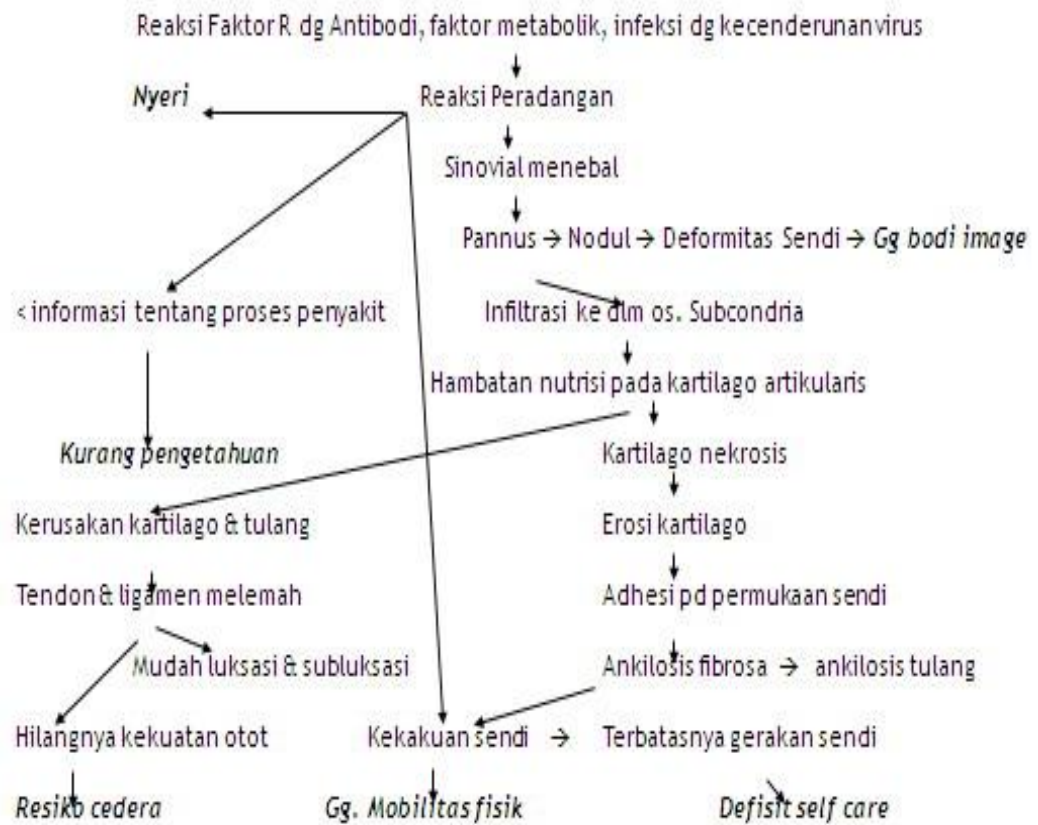 Reaksi Faktor R dg Antibodi, faktor metabolik, infeksi dg kecenderunan virus
Nyeri
Reaksi Peradangan
Sinovial menebal
Pannus → Nodul → Deformitas Sendi → Gg bodi image
< informasi tentang proses penyakit
Infiltrasi ke dlm os. Subcondria
Hambatan nutrisi pada kartilago artikularis
Kurang pengetahuan
Kartilago nekrosis
Kerusakan kartilago & tulang
Erosi kartilago
Tendon & ligamen melemah
Adhesi pd permukaan sendi
Mudah luksasi & subluksasi
Ankilosis fibrosa → ankilosis tulang
Hilangnya kekuatan otot
Kekakuan sendi → Terbatasnya gerakan sendi
Resiko cedera
Gg. Mobilitas fisik
Defisit self care